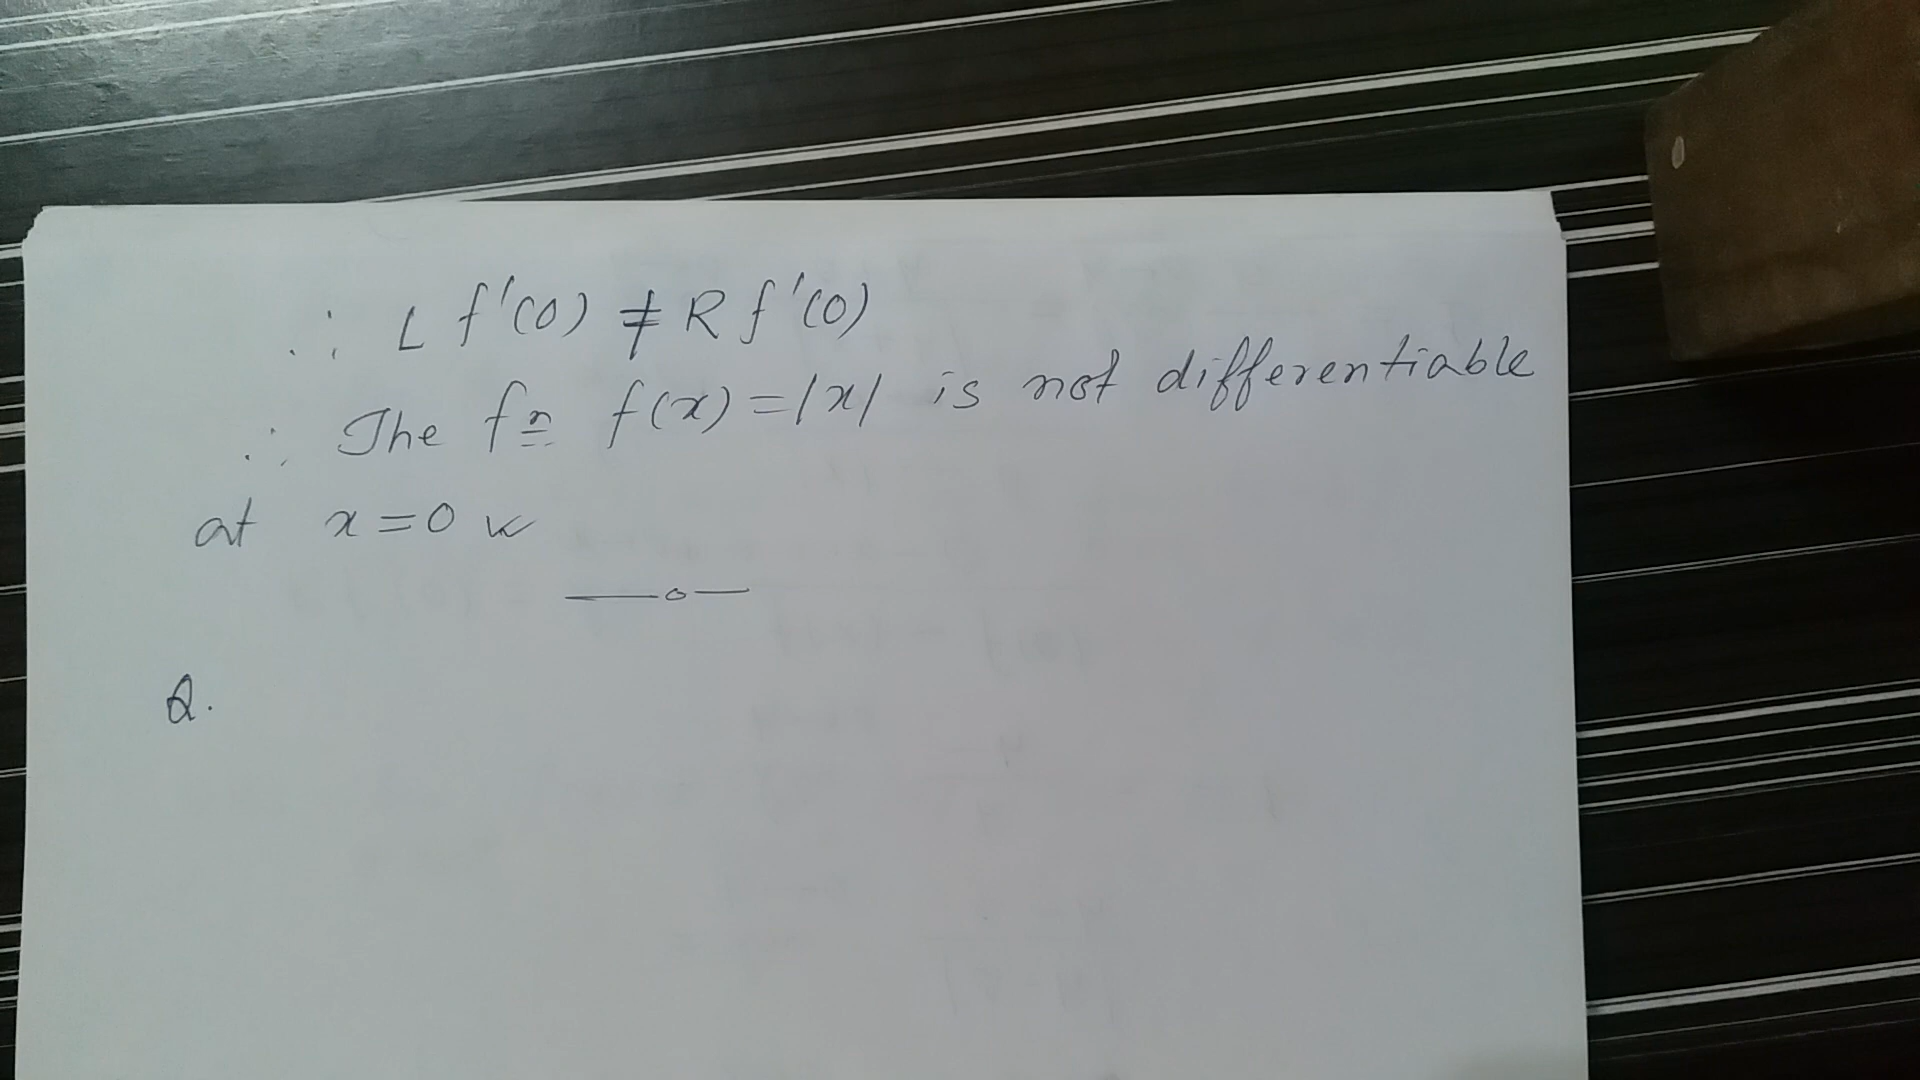 ∴ L f'(0) ≠ R f'(0)
∴ The fn f(x) = |x| is not differentiable
at x = 0
—o—
Q.